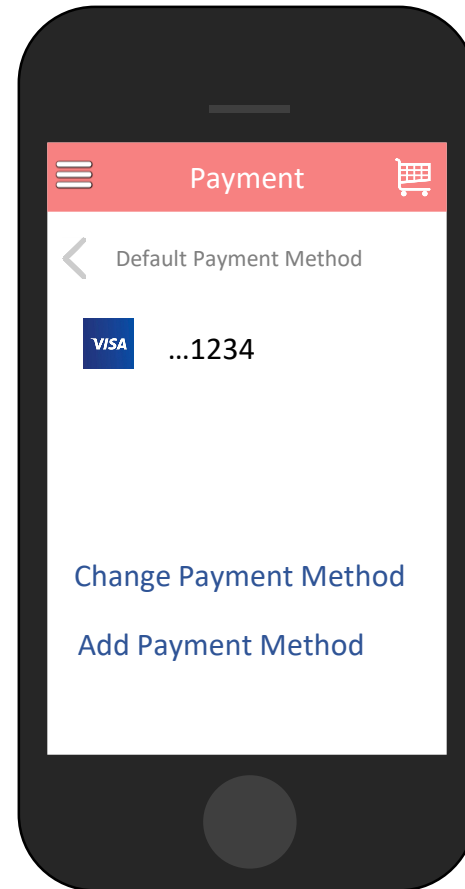 Payment
Default Payment Method
VISA
...1234
Change Payment Method
Add Payment Method